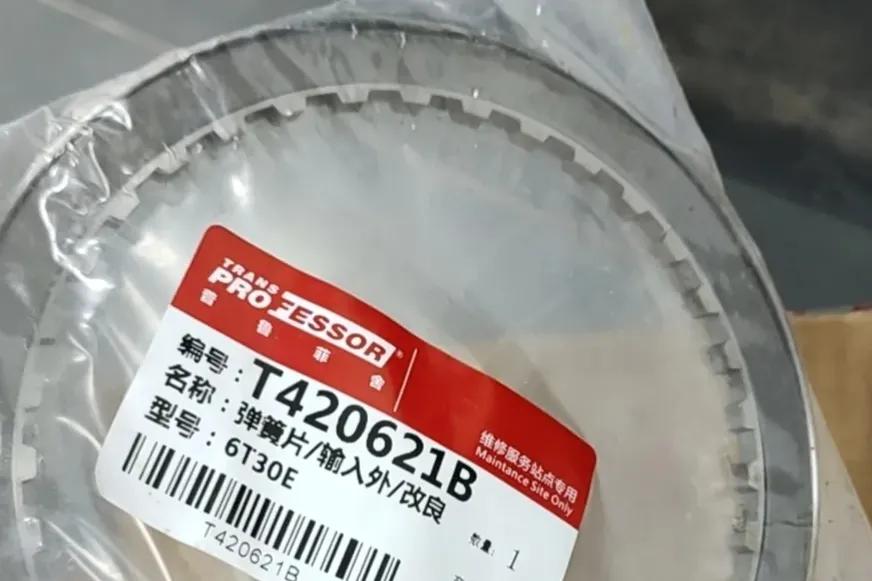 TRANS
PROFESSOR®
普鲁菲舍
编号：T420621B
名称：弹簧片/输入外/改良
型号：6T30E
维修服务站点专用
Maintance Site Only
数量：1
T420621B